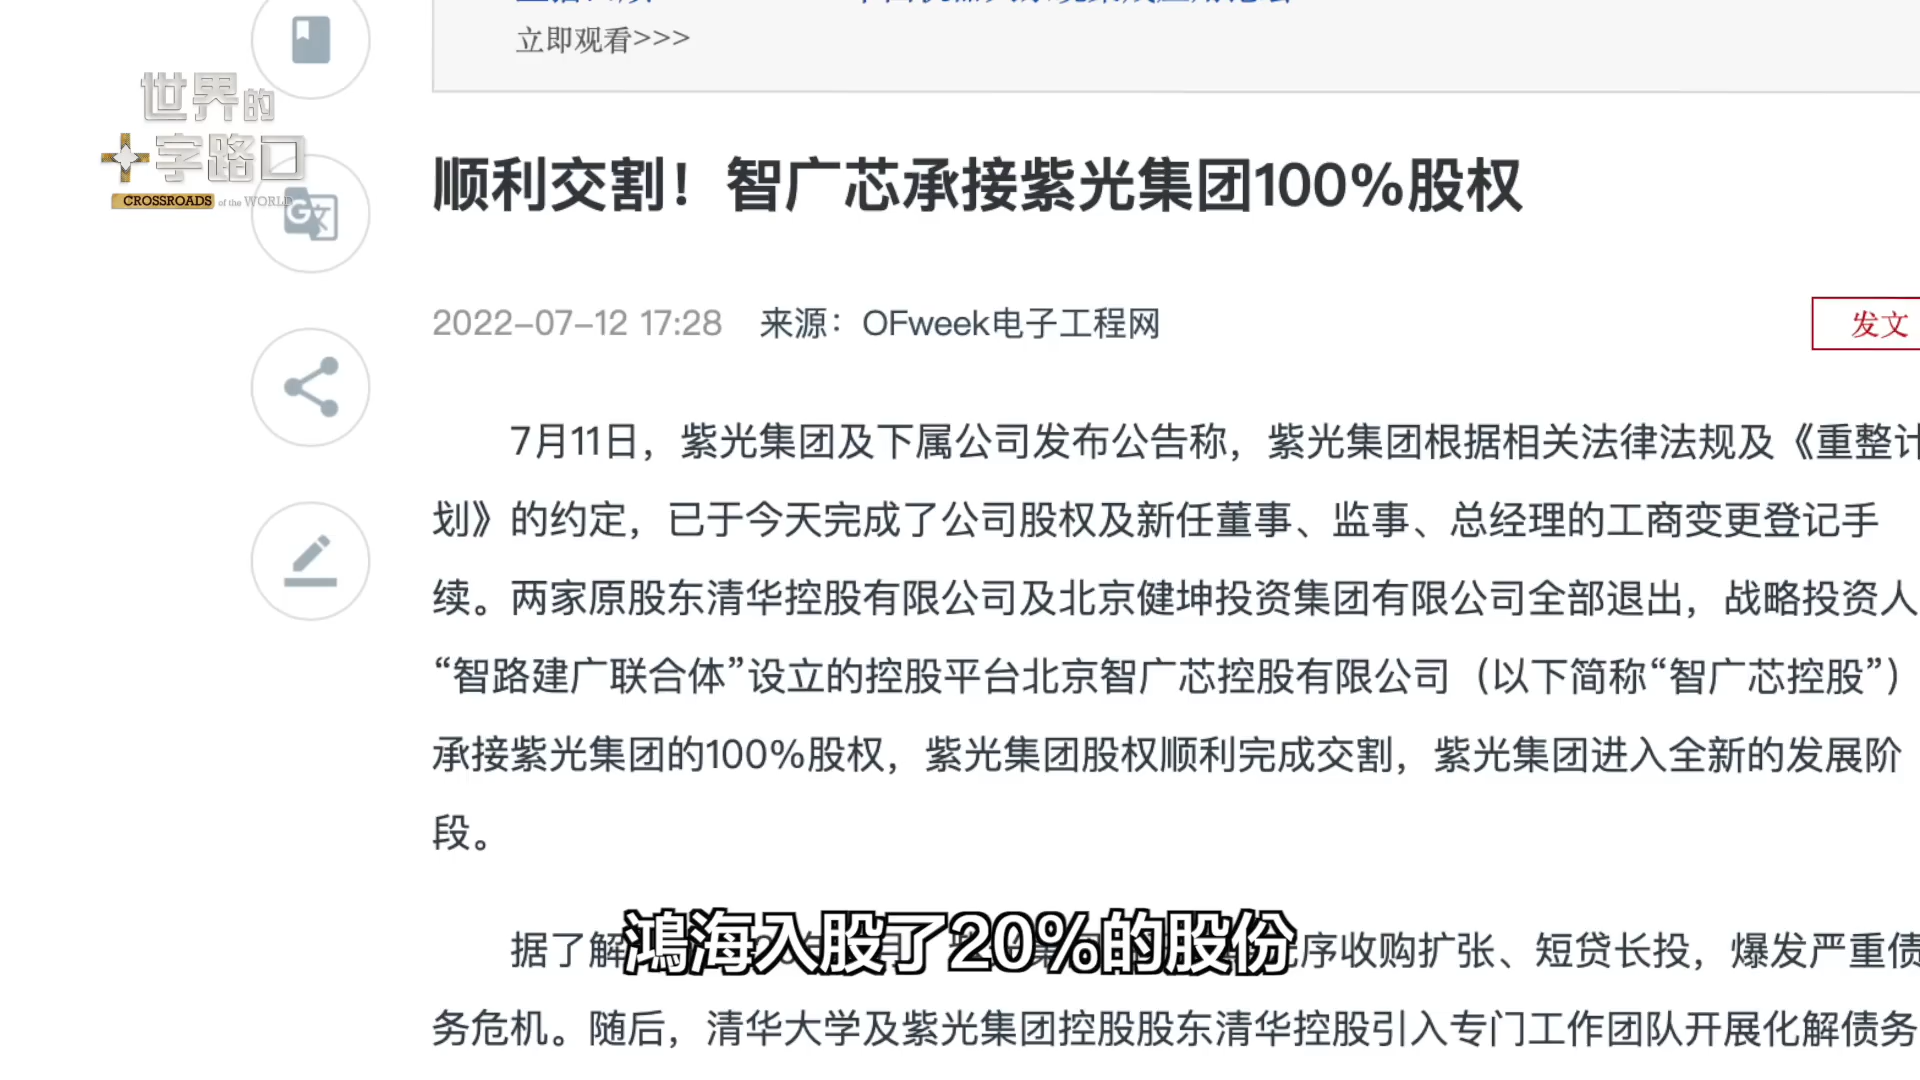 立即观看>>>
世界的
十字路口
CROSSROADS of the WORLD
顺利交割！智广芯承接紫光集团100%股权
2022-07-12 17:28 来源：OFweek电子工程网
发文
7月11日，紫光集团及下属公司发布公告称，紫光集团根据相关法律法规及《重整计
划》的约定，已于今天完成了公司股权及新任董事、监事、总经理的工商变更登记手
续。两家原股东清华控股有限公司及北京健坤投资集团有限公司全部退出，战略投资人
“智路建广联合体”设立的控股平台北京智广芯控股有限公司（以下简称“智广芯控股”）
承接紫光集团的100%股权，紫光集团股权顺利完成交割，紫光集团进入全新的发展阶
段。
据了解
序收购扩张、短贷长投，爆发严重债
鴻海入股了20%的股份
务危机。随后，清华大学及紫光集团控股股东清华控股引入专门工作团队开展化解债务